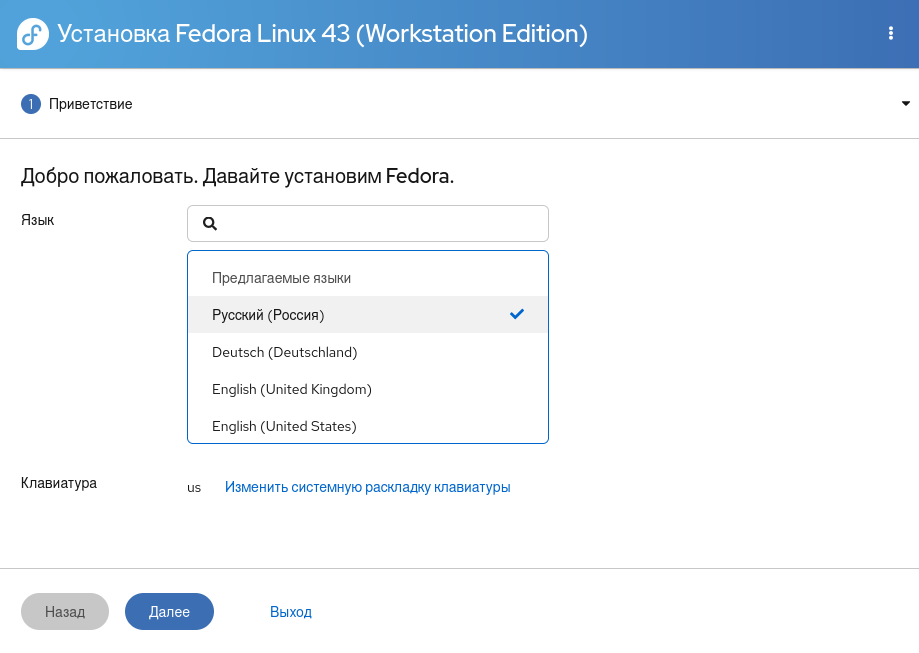 Установка Fedora Linux 43 (Workstation Edition)
1 Приветствие
Добро пожаловать. Давайте установим Fedora.
Язык
Предлагаемые языки
Русский (Россия)
Deutsch (Deutschland)
English (United Kingdom)
English (United States)
Клавиатура
us Изменить системную раскладку клавиатуры
Назад Далее Выход